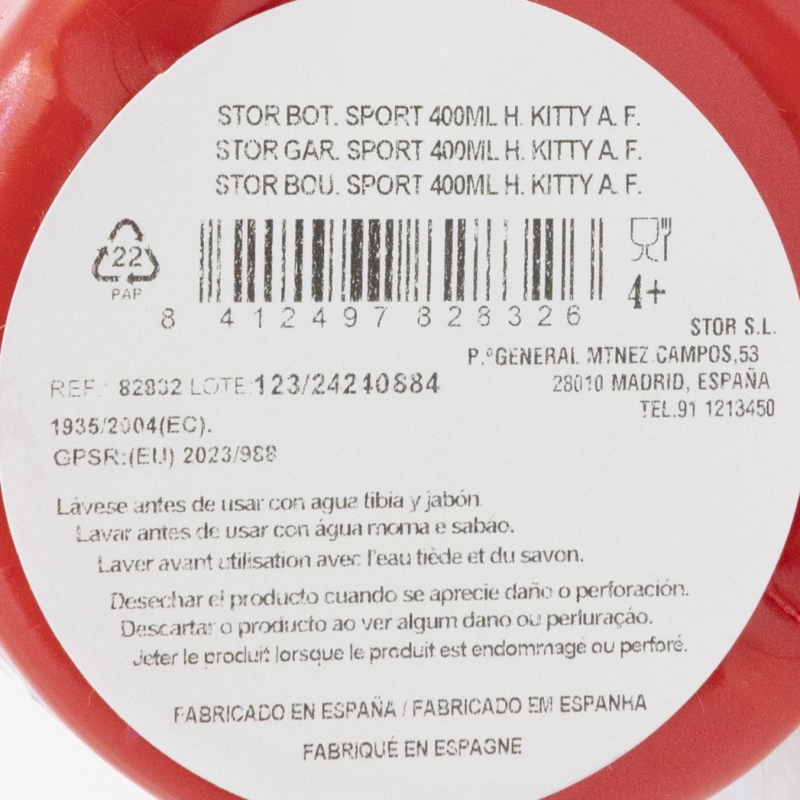 STOR BOT. SPORT 400ML H. KITTY A. F.
STOR GAR. SPORT 400ML H. KITTY A. F.
STOR BOU. SPORT 400ML H. KITTY A. F.
22
PAP
8 412497 828326
4+
STOR S.L.
P.ºGENERAL MTNEZ.CAMPOS,53
28010 MADRID, ESPAÑA
TEL.91 1213450
REF.: 82832 LOTE:123/24240884
1935/2004(EC).
GPSR:(EU) 2023/988
Lávese antes de usar con agua tibia y jabón.
Lavar antes de usar con água morna e sabão.
Laver avant utilisation avec l'eau tiède et du savon.
Desechar el producto cuando se aprecie daño o perforación.
Descartar o producto ao ver algum dano ou perfuração.
Jeter le produit lorsque le produit est endommagé ou perforé.
FABRICADO EN ESPAÑA / FABRICADO EM ESPANHA
FABRIQUÉ EN ESPAGNE